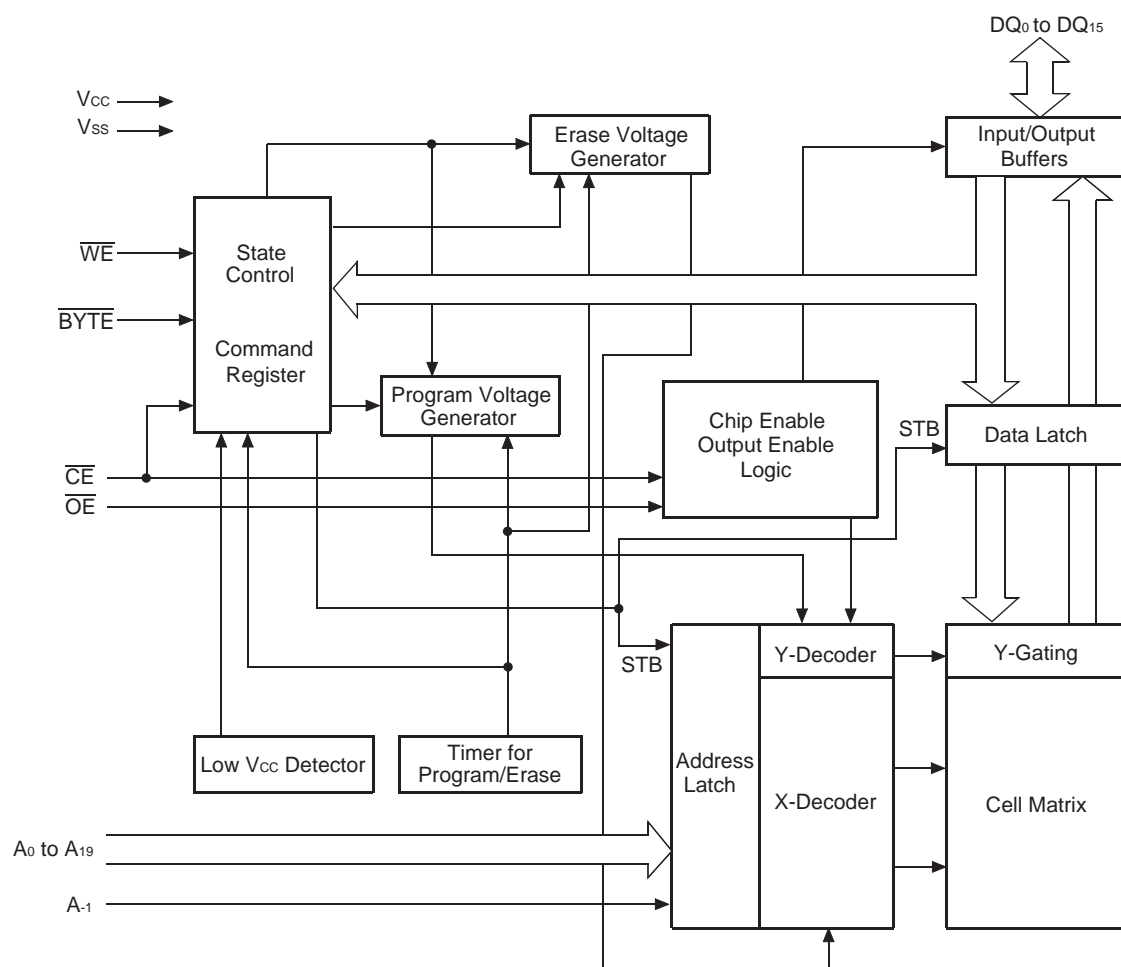 DQ0 to DQ15
VCC
VSS
Erase Voltage
Generator
Input/Output
Buffers
WE
State
Control
BYTE
Command
Register
Program Voltage
Generator
Chip Enable
Output Enable
Logic
STB
Data Latch
CE
OE
STB
Y-Decoder
Y-Gating
Low VCC Detector
Timer for
Program/Erase
Address
Latch
X-Decoder
Cell Matrix
A0 to A19
A-1